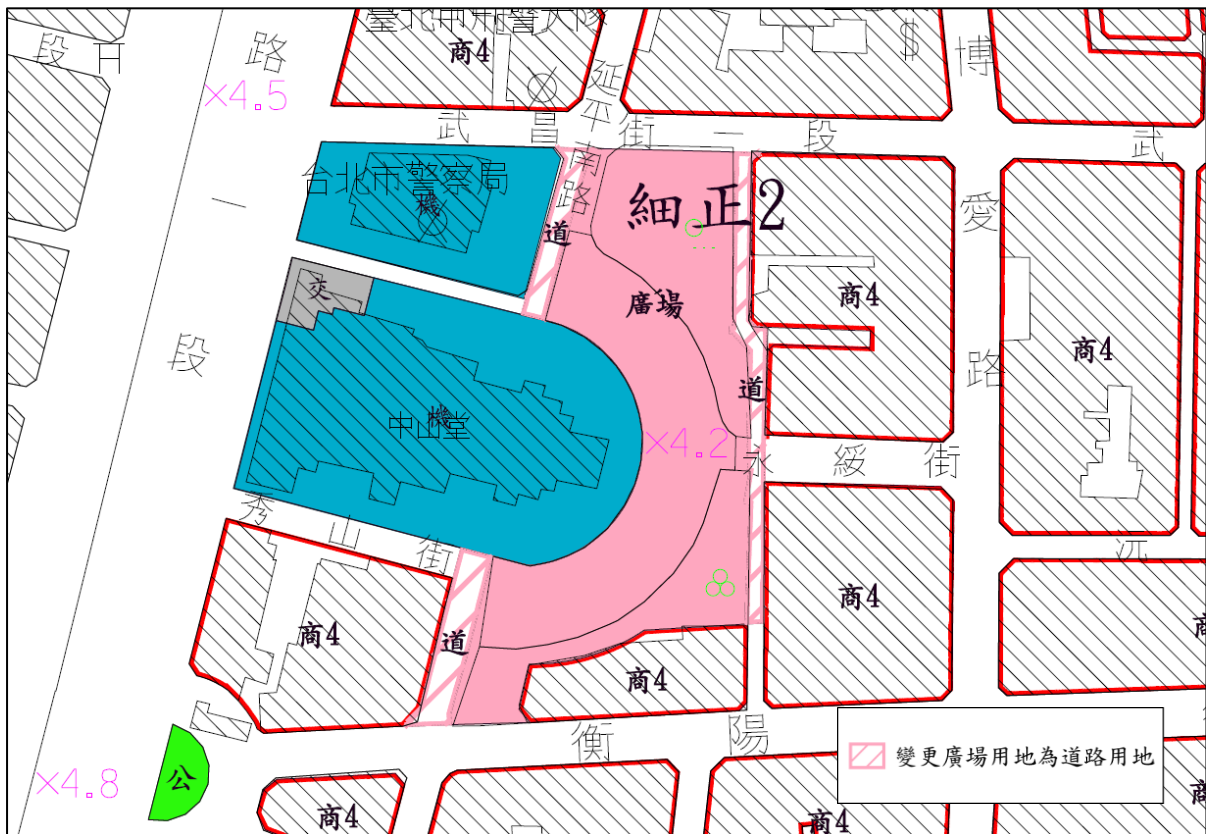 臺北市刑警大隊
段
路
商4
延平南路
$
博
×4.5
武昌街一段
武
台北市警察局
機
細正2
一
愛
道
交
廣場
商4
段
路
商4
道
機
中山堂
×4.2
永綏街
秀山街
沅
商4
商4
道
商4
商
衡陽
變更廣場用地為道路用地
公
×4.8
商4
商4
商